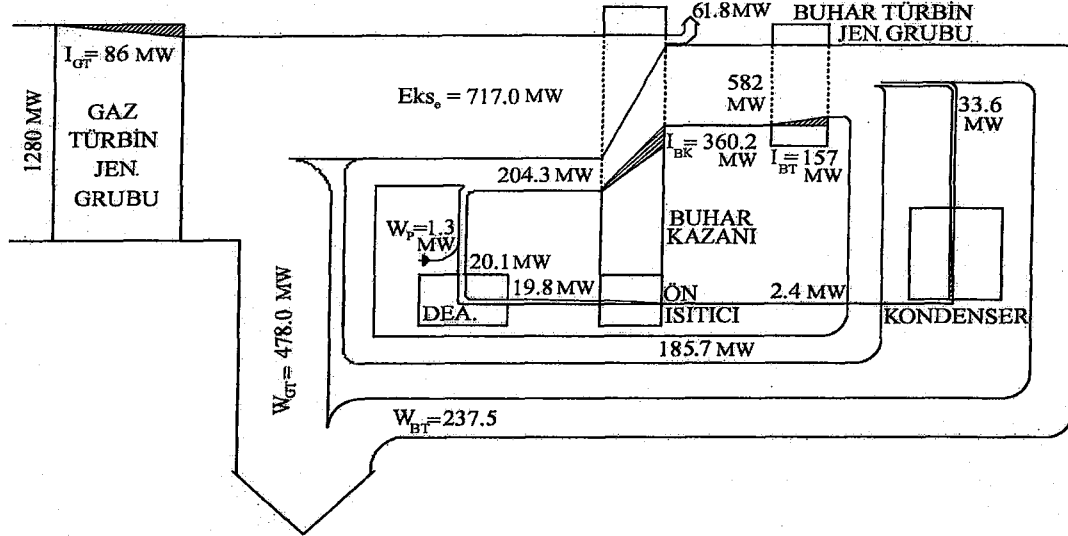 61.8MW
BUHAR TÜRBİN
JEN. GRUBU
I_GT= 86 MW
1280 MW
GAZ
TÜRBİN
JEN.
GRUBU
Eks_e = 717.0 MW
582
MW
33.6
MW
I_BK= 360.2
MW
I_BT= 157
MW
204.3 MW
W_P=1.3
MW
BUHAR
KAZANI
20.1 MW
19.8 MW
DEA.
ÖN
ISITICI
2.4 MW
KONDENSER
185.7 MW
W_GT= 478.0 MW
W_BT=237.5